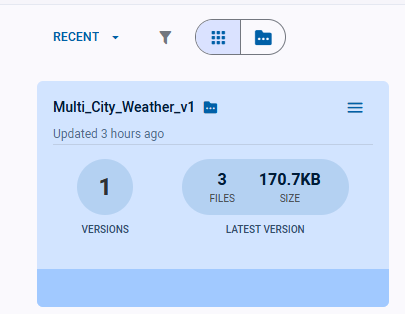 RECENT
Multi_City_Weather_v1
Updated 3 hours ago
1
VERSIONS
3 170.7KB
FILES SIZE
LATEST VERSION